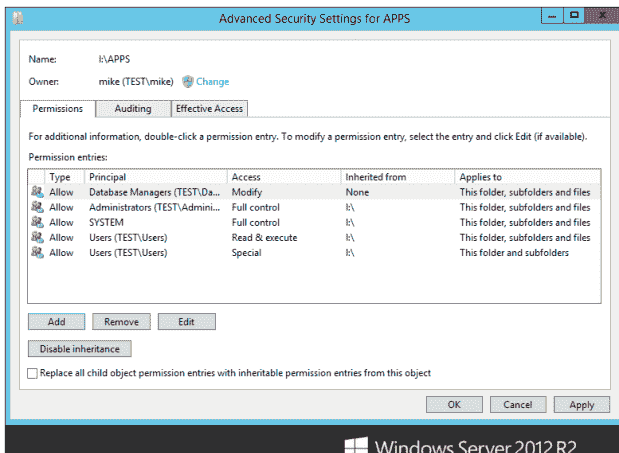 Advanced Security Settings for APPS
Name: I:\APPS
Owner: mike (TEST\mike) Change
Permissions Auditing Effective Access
For additional information, double-click a permission entry. To modify a permission entry, select the entry and click Edit (if available).
Permission entries:
Type Principal Access Inherited from Applies to
Allow Database Managers (TEST\Da... Modify None This folder, subfolders and files
Allow Administrators (TEST\Admini... Full control I:\ This folder, subfolders and files
Allow SYSTEM Full control I:\ This folder, subfolders and files
Allow Users (TEST\Users) Read & execute I:\ This folder, subfolders and files
Allow Users (TEST\Users) Special I:\ This folder and subfolders
Add Remove Edit
Disable inheritance
Replace all child object permission entries with inheritable permission entries from this object
OK Cancel Apply
Windows Server 2012 R2